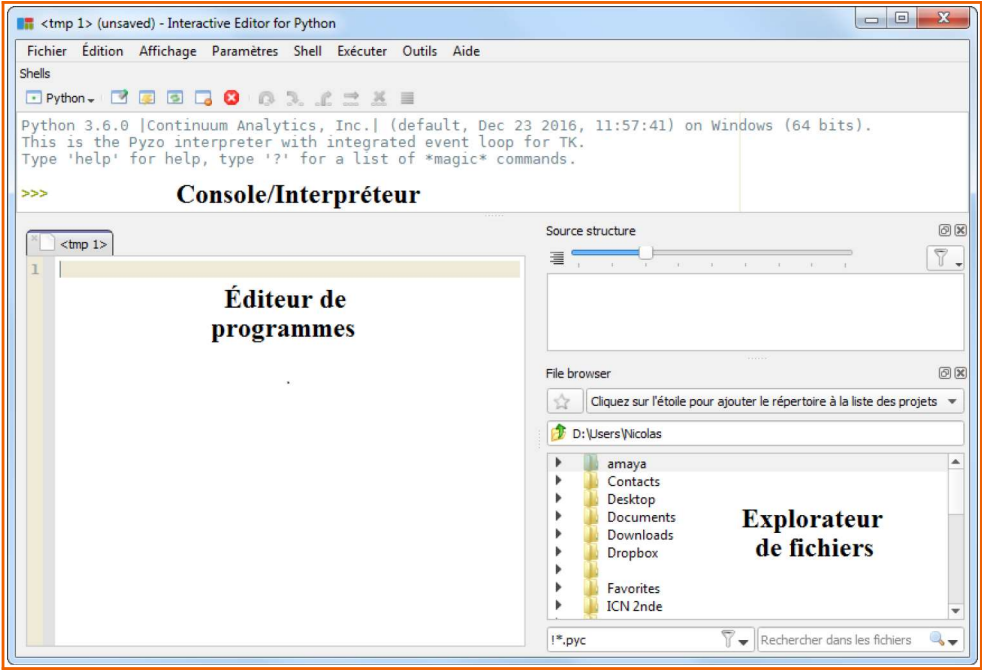 <tmp 1> (unsaved) - Interactive Editor for Python
Fichier Édition Affichage Paramètres Shell Exécuter Outils Aide
Shells
Python
Python 3.6.0 |Continuum Analytics, Inc.| (default, Dec 23 2016, 11:57:41) on Windows (64 bits).
This is the Pyzo interpreter with integrated event loop for TK.
Type 'help' for help, type '?' for a list of *magic* commands.
>>>
Console/Interpréteur
<tmp 1>
1
Éditeur de
programmes
Source structure
File browser
Cliquez sur l'étoile pour ajouter le répertoire à la liste des projets
D:\Users\Nicolas
amaya
Contacts
Desktop
Documents
Downloads
Dropbox
Favorites
ICN 2nde
Explorateur
de fichiers
!*.pyc
Rechercher dans les fichiers